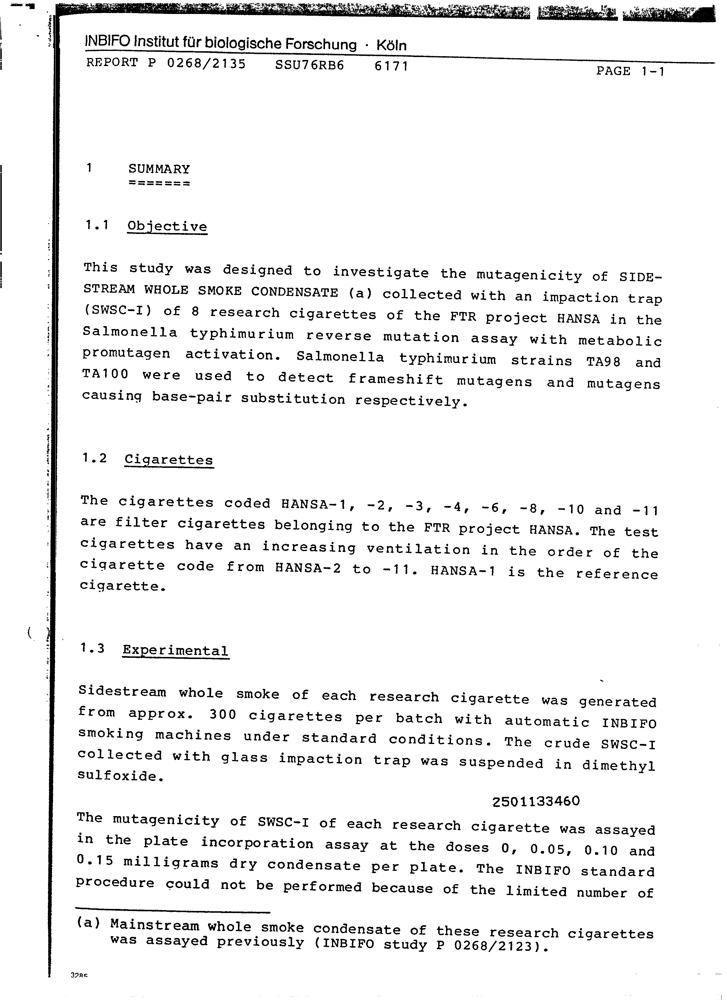 INBIFO Institut für biologische Forschung · Köln
REPORT P 0268/2135 SSU76RB6 6171 PAGE 1-1
1 SUMMARY
=======
1.1 Objective
This study was designed to investigate the mutagenicity of SIDE-
STREAM WHOLE SMOKE CONDENSATE (a) collected with an impaction trap
(SWSC-I) of 8 research cigarettes of the FTR project HANSA in the
Salmonella typhimurium reverse mutation assay with metabolic
promutagen activation. Salmonella typhimurium strains TA98 and
TA100 were used to detect frameshift mutagens and mutagens
causing base-pair substitution respectively.
1.2 Cigarettes
The cigarettes coded HANSA-1, -2, -3, -4, -6, -8, -10 and -11
are filter cigarettes belonging to the FTR project HANSA. The test
cigarettes have an increasing ventilation in the order of the
cigarette code from HANSA-2 to -11. HANSA-1 is the reference
cigarette.
1.3 Experimental
Sidestream whole smoke of each research cigarette was generated
from approx. 300 cigarettes per batch with automatic INBIFO
smoking machines under standard conditions. The crude SWSC-I
collected with glass impaction trap was suspended in dimethyl
sulfoxide.
2501133460
The mutagenicity of SWSC-I of each research cigarette was assayed
in the plate incorporation assay at the doses 0, 0.05, 0.10 and
0.15 milligrams dry condensate per plate. The INBIFO standard
procedure could not be performed because of the limited number of
(a) Mainstream whole smoke condensate of these research cigarettes
was assayed previously (INBIFO study P 0268/2123).